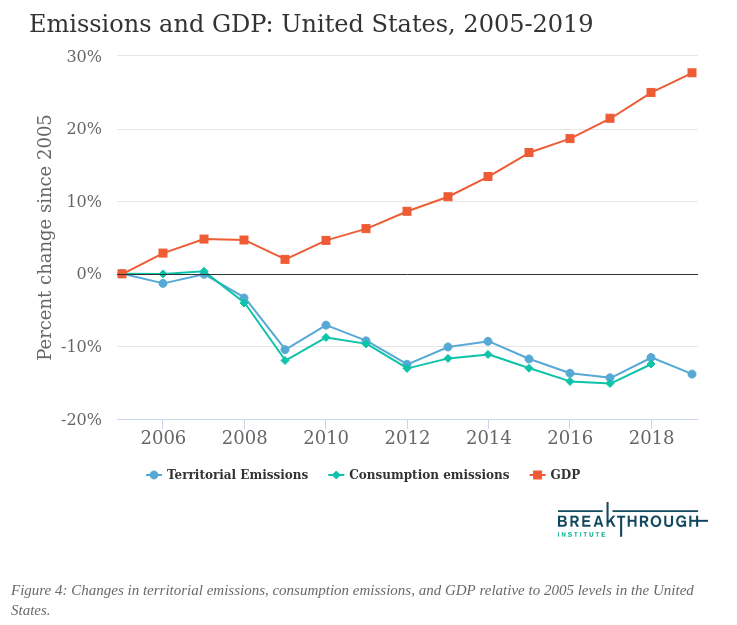 Emissions and GDP: United States, 2005-2019
Percent change since 2005
30%
20%
10%
0%
-10%
-20%
2006 2008 2010 2012 2014 2016 2018
Territorial Emissions Consumption emissions GDP
BREAKTHROUGH
INSTITUTE
Figure 4: Changes in territorial emissions, consumption emissions, and GDP relative to 2005 levels in the United
States.